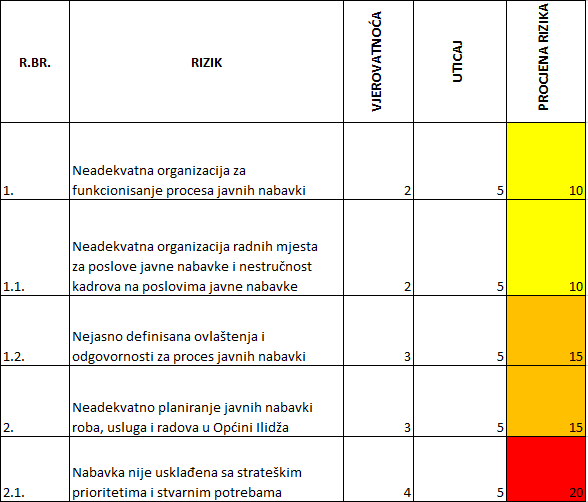 R.BR. RIZIK VJEROVATNOĆA UTICAJ PROCJENA RIZIKA
Neadekvatna organizacija za
1. funkcionisanje procesa javnih nabavki 2 5 10
Neadekvatna organizacija radnih mjesta
za poslove javne nabavke i nestručnost
1.1. kadrova na poslovima javne nabavke 2 5 10
Nejasno definisana ovlaštenja i
1.2. odgovornosti za proces javnih nabavki 3 5 15
Neadekvatno planiranje javnih nabavki
2. roba, usluga i radova u Općini Ilidža 3 5 15
Nabavka nije usklađena sa strateškim
2.1. prioritetima i stvarnim potrebama 4 5 20